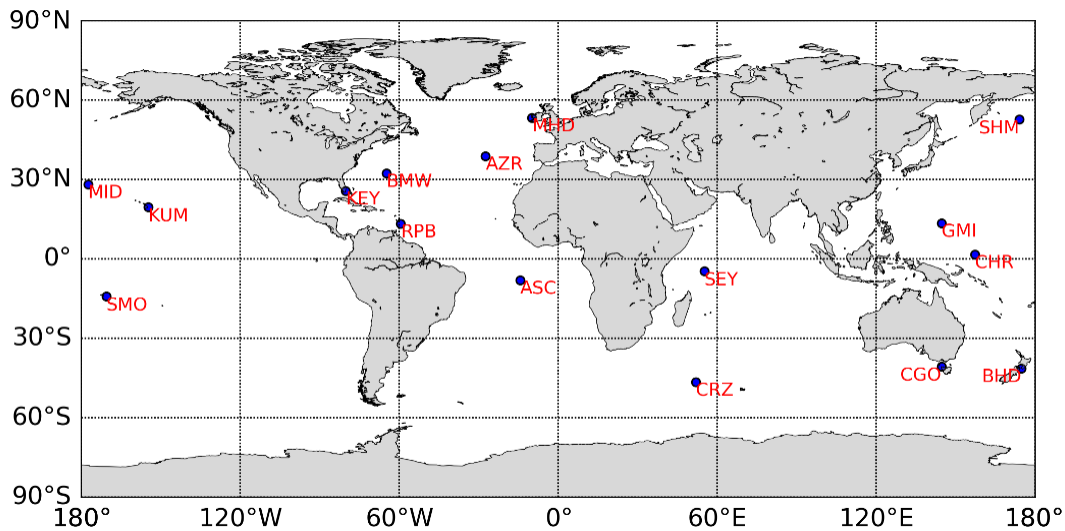 90°N
60°N
MHD
SHM
AZR
30°N
BMW
MID
KEY
KUM
RPB
GMI
0°
CHR
SEY
ASC
SMO
30°S
CGO
BHD
CRZ
60°S
90°S
180° 120°W 60°W 0° 60°E 120°E 180°